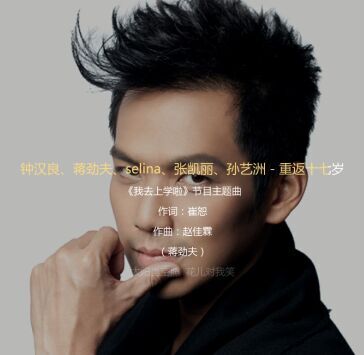 钟汉良、蒋劲夫、selina、张凯丽、孙艺洲 - 重返十七岁
《我去上学啦》节目主题曲
作词：崔恕
作曲：赵佳霖
（蒋劲夫）
花儿对我笑